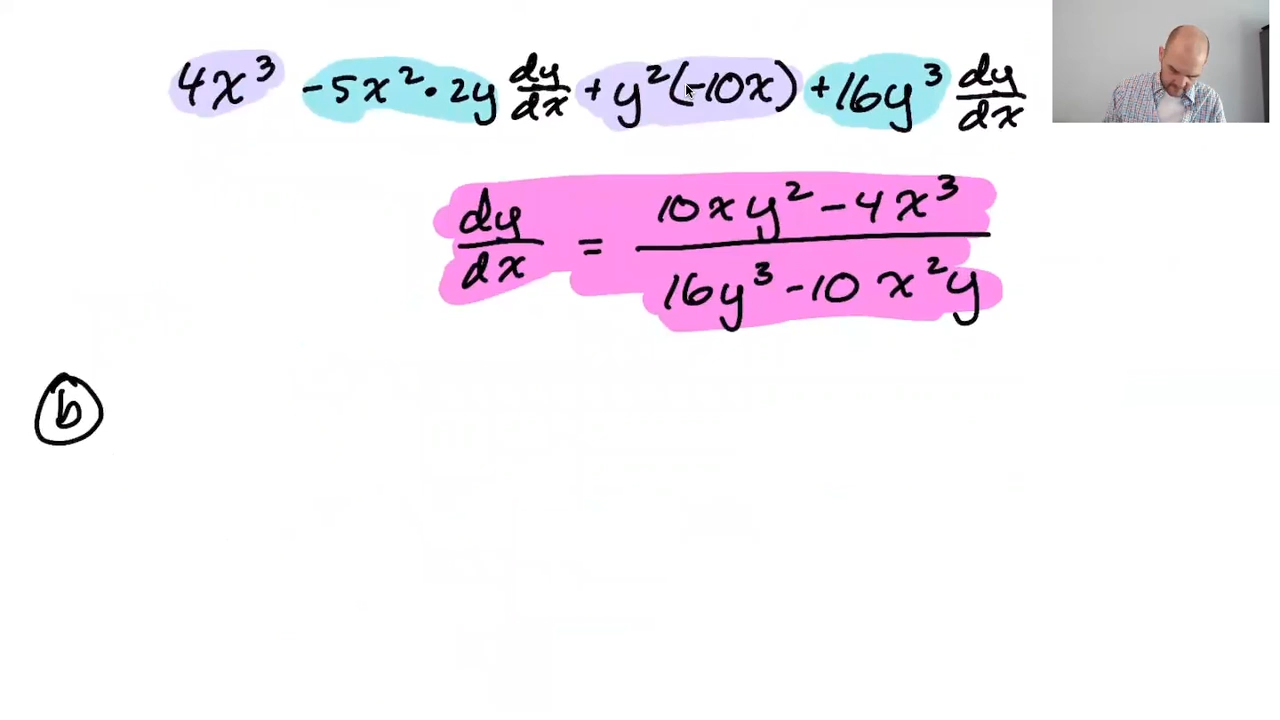 4x³ -5x²·2y dy/dx + y²(-10x) + 16y³ dy/dx
dy/dx = (10xy² - 4x³)/(16y³ - 10x²y)
b